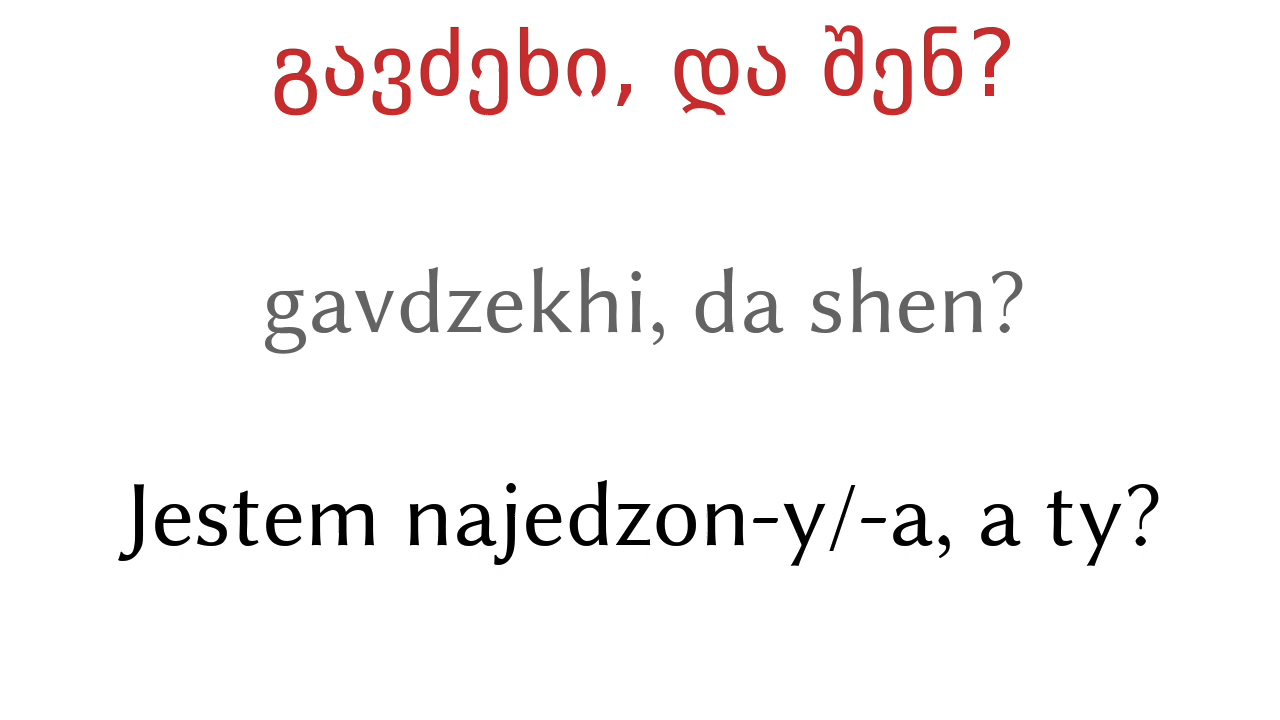 გავძეხი, და შენ?
gavdzekhi, da shen?
Jestem najedzon-y/-a, a ty?